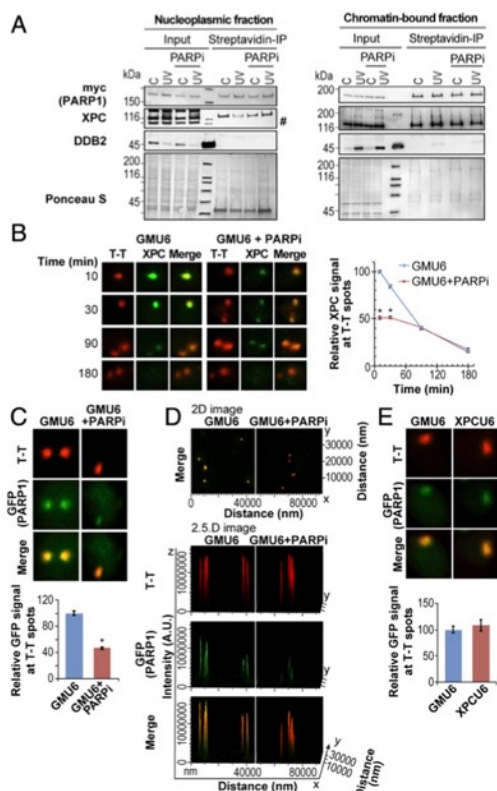 A
Nucleoplasmic fraction
Input Streptavidin-IP
PARPi PARPi
C UV C UV C UV C UV
kDa
myc (PARP1)
150
XPC
116
#
DDB2
45
200
116
Ponceau S
45
Chromatin-bound fraction
Input Streptavidin-IP
PARPi PARPi
C UV C UV C UV C UV
kDa
116
200
116
45
200
116
45
B
GMU6 GMU6 + PARPi
Time (min) T-T XPC Merge T-T XPC Merge
10
30
90
180
Relative XPC signal at T-T spots
100
50
0
* *
GMU6
GMU6+PARPi
0 60 120 180
Time (min)
C
GMU6 GMU6 +PARPi
T-T
GFP (PARP1)
Merge
Relative GFP signal at T-T spots
150
100
50
0
*
GMU6
GMU6+ PARPi
D
2D image
GMU6 GMU6+PARPi
Merge
y
30000
10000
x
Distance (nm)
40000 80000
Distance (nm)
2.5.D image
GMU6 GMU6+PARPi
z
T-T
GFP (PARP1)
Merge
Intensity (A.U.)
y
y
y
30000
10000
Distance (nm)
nm 40000 80000 x
Distance (nm)
E
GMU6 XPCU6
T-T
GFP (PARP1)
Merge
Relative GFP signal at T-T spots
150
100
50
0
GMU6
XPCU6